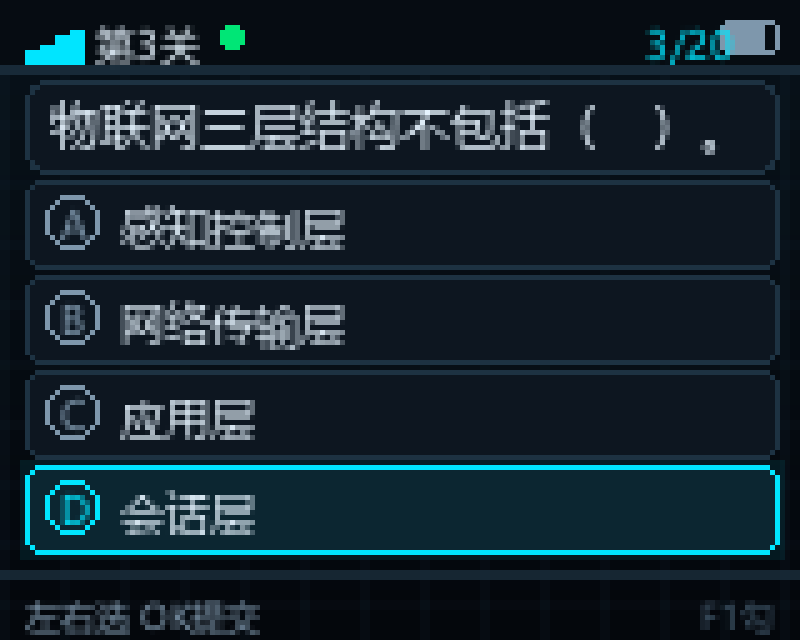 第3关 3/20
物联网三层结构不包括（ ）。
A 感知控制层
B 网络传输层
C 应用层
D 会话层
左右选 OK提交